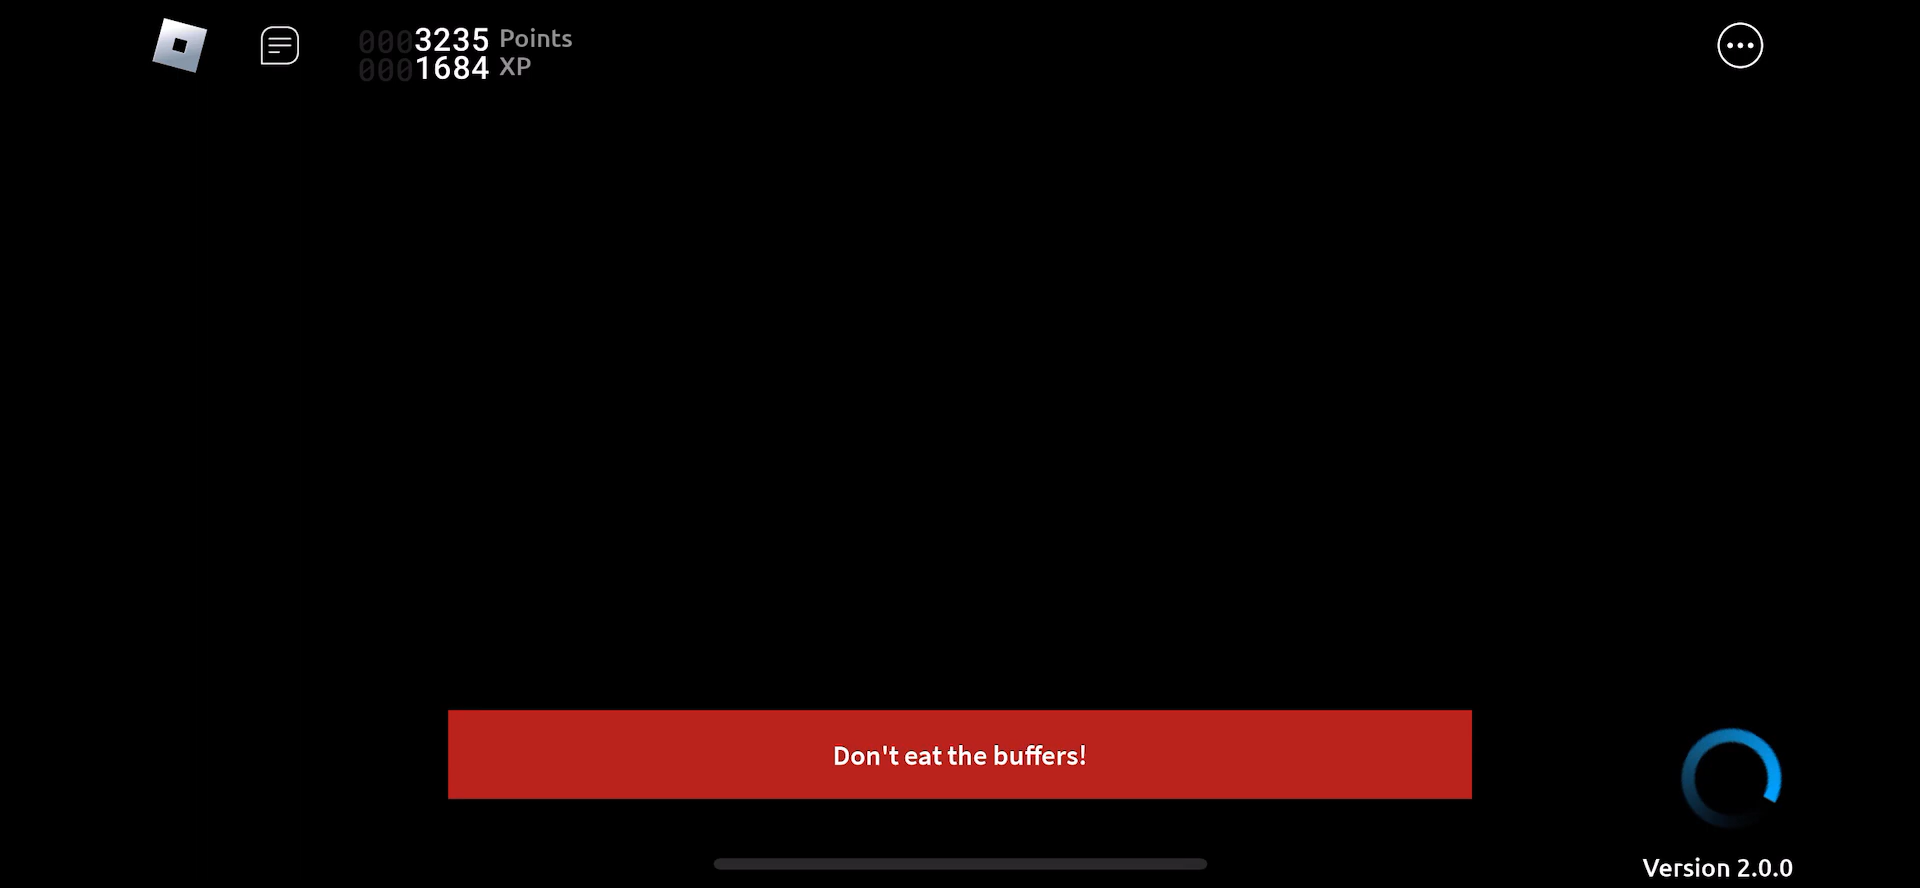 0003235 Points
0001684 XP
Don't eat the buffers!
Version 2.0.0